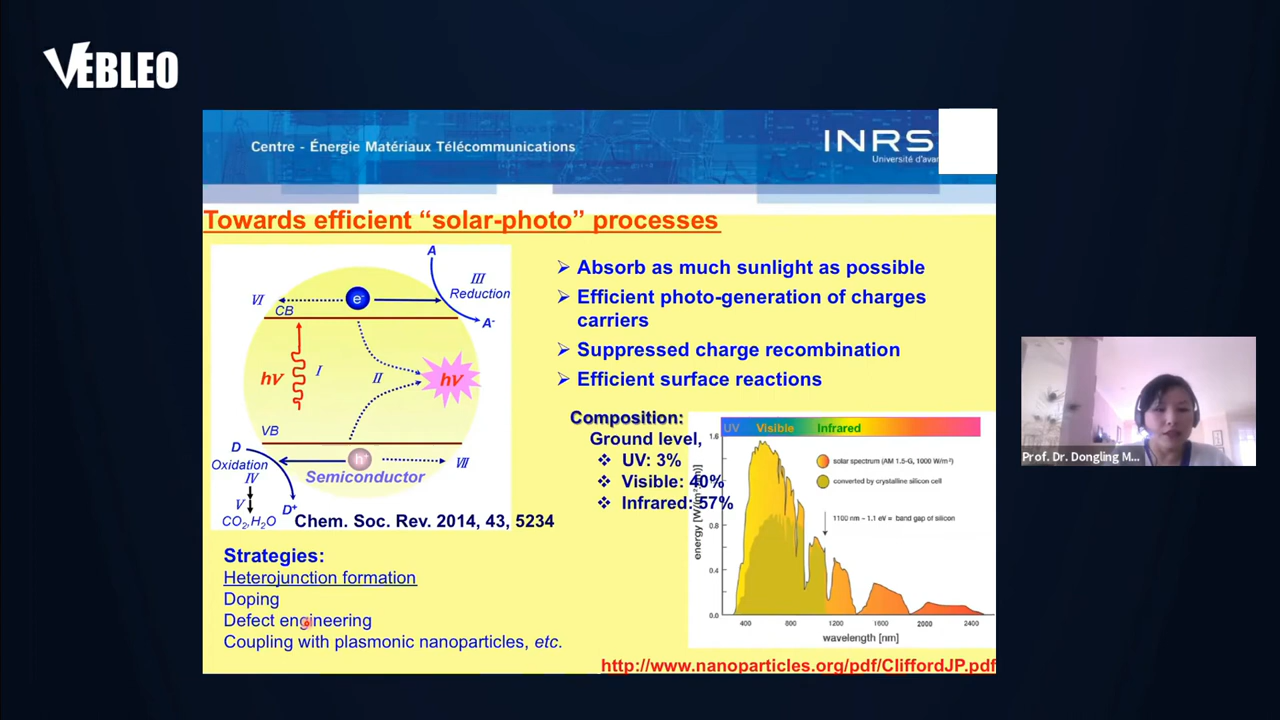 VEBLEO
Centre - Énergie Matériaux Télécommunications
INRS
Université d'avan
Towards efficient “solar-photo” processes
A
III
Reduction
A-
VI
e-
CB
hν
I
II
hν
VB
D
Oxidation
IV
V
CO2,H2O
D+
h+
VII
Semiconductor
Chem. Soc. Rev. 2014, 43, 5234
Absorb as much sunlight as possible
Efficient photo-generation of charges
carriers
Suppressed charge recombination
Efficient surface reactions
Composition:
Ground level,
UV: 3%
Visible: 40%
Infrared: 57%
UV Visible Infrared
solar spectrum (AM 1.5-G, 1000 W/m²)
converted by crystalline silicon cell
1100 nm ~ 1.1 eV = band gap of silicon
energy [W/(m² nm)]
1.6
0.8
0.4
0.0
400 800 1200 1600 2000 2400
wavelength [nm]
Strategies:
Heterojunction formation
Doping
Defect engineering
Coupling with plasmonic nanoparticles, etc.
http://www.nanoparticles.org/pdf/CliffordJP.pdf
Prof. Dr. Dongling M...